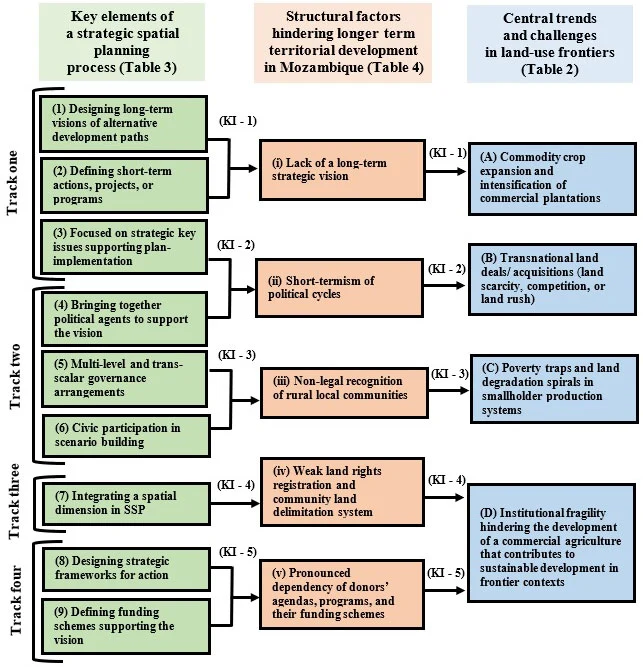 Key elements of
a strategic spatial
planning
process (Table 3)
Structural factors
hindering longer term
territorial development
in Mozambique (Table 4)
Central trends
and challenges
in land-use frontiers
(Table 2)
Track one
(1) Designing long-term
visions of alternative
development paths
(2) Defining short-term
actions, projects, or
programs
(3) Focused on strategic key
issues supporting plan-
implementation
(KI - 1)
(i) Lack of a long-term
strategic vision
(KI - 1)
(A) Commodity crop
expansion and
intensification of
commercial plantations
Track two
(4) Bringing together
political agents to support
the vision
(KI - 2)
(ii) Short-termism of
political cycles
(KI - 2)
(B) Transnational land
deals/ acquisitions (land
scarcity, competition, or
land rush)
(5) Multi-level and trans-
scalar governance
arrangements
(6) Civic participation in
scenario building
(KI - 3)
(iii) Non-legal recognition
of rural local communities
(KI - 3)
(C) Poverty traps and land
degradation spirals in
smallholder production
systems
Track three
(7) Integrating a spatial
dimension in SSP
(KI - 4)
(iv) Weak land rights
registration and
community land
delimitation system
(KI - 4)
(D) Institutional fragility
hindering the development
of a commercial agriculture
that contributes to
sustainable development in
frontier contexts
Track four
(8) Designing strategic
frameworks for action
(9) Defining funding
schemes supporting the
vision
(KI - 5)
(v) Pronounced
dependency of donors'
agendas, programs, and
their funding schemes
(KI - 5)